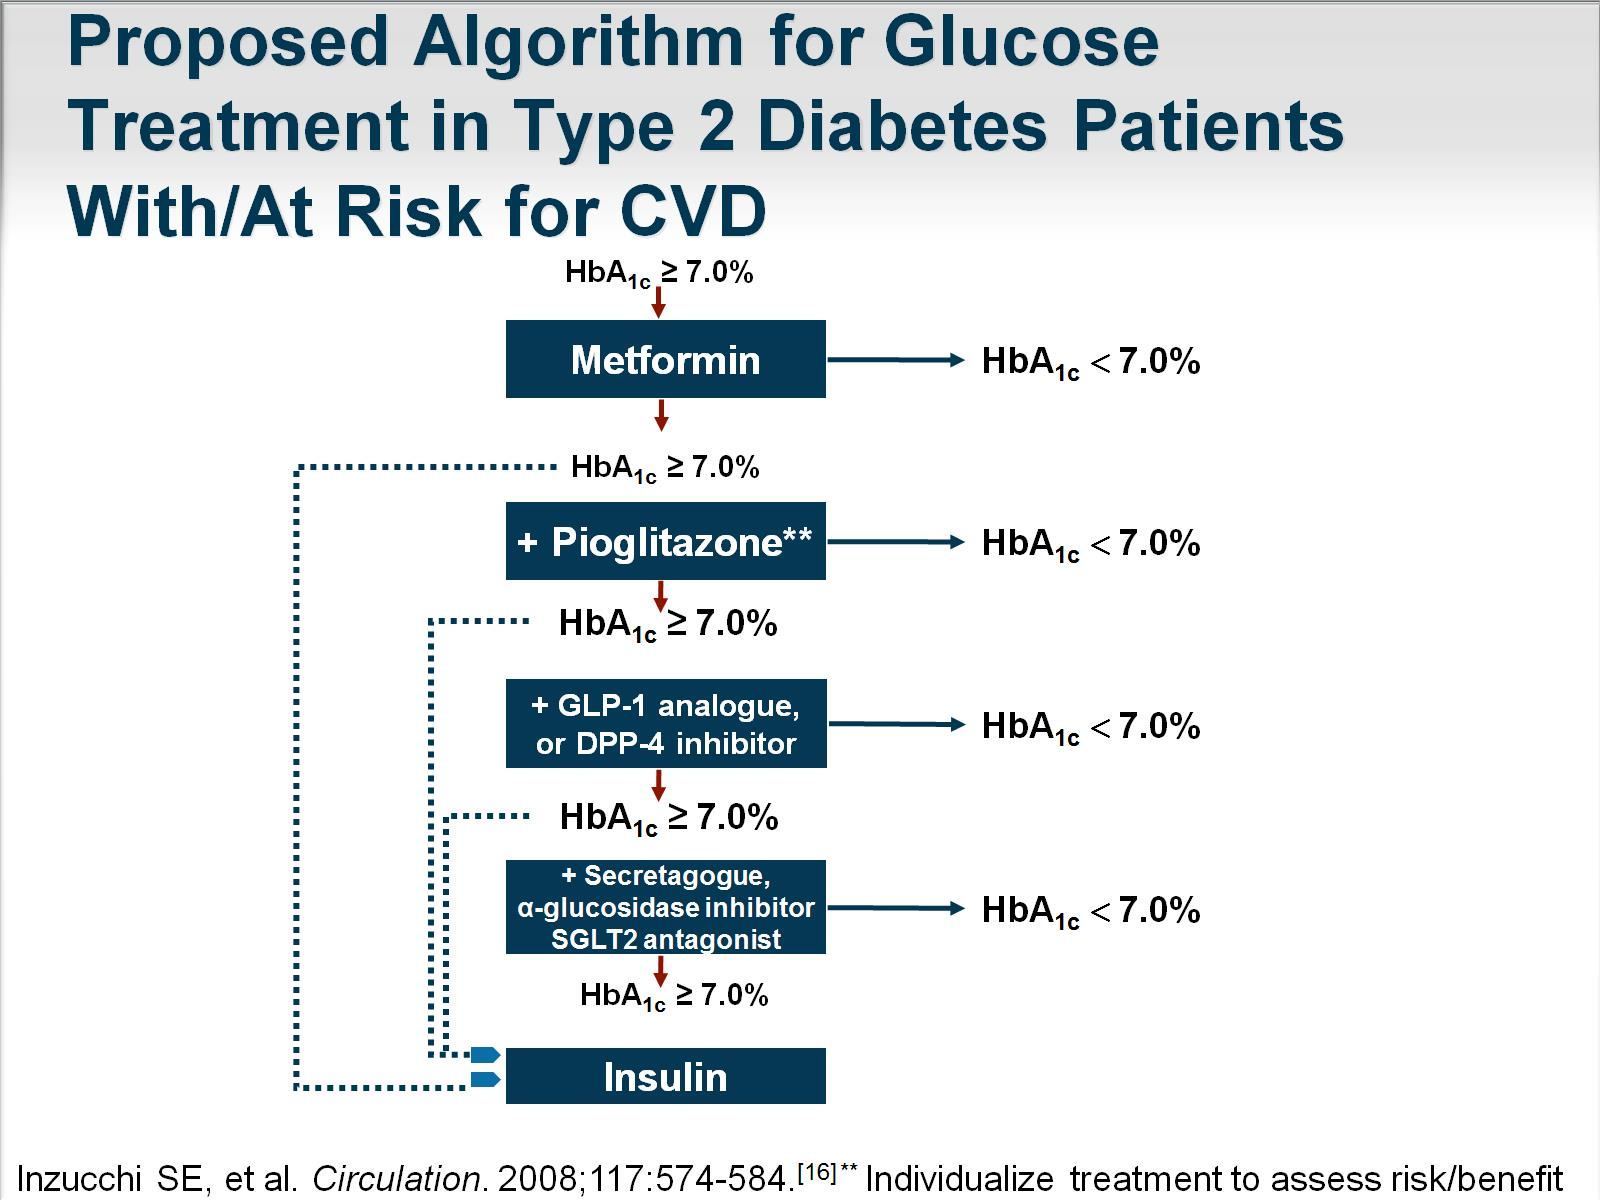 Proposed Algorithm for Glucose
Treatment in Type 2 Diabetes Patients
With/At Risk for CVD
HbA1c ≥ 7.0%
Metformin
HbA1c < 7.0%
HbA1c ≥ 7.0%
+ Pioglitazone**
HbA1c < 7.0%
HbA1c ≥ 7.0%
+ GLP-1 analogue,
or DPP-4 inhibitor
HbA1c < 7.0%
HbA1c ≥ 7.0%
+ Secretagogue,
α-glucosidase inhibitor
SGLT2 antagonist
HbA1c < 7.0%
HbA1c ≥ 7.0%
Insulin
Inzucchi SE, et al. Circulation. 2008;117:574-584.[16]** Individualize treatment to assess risk/benefit